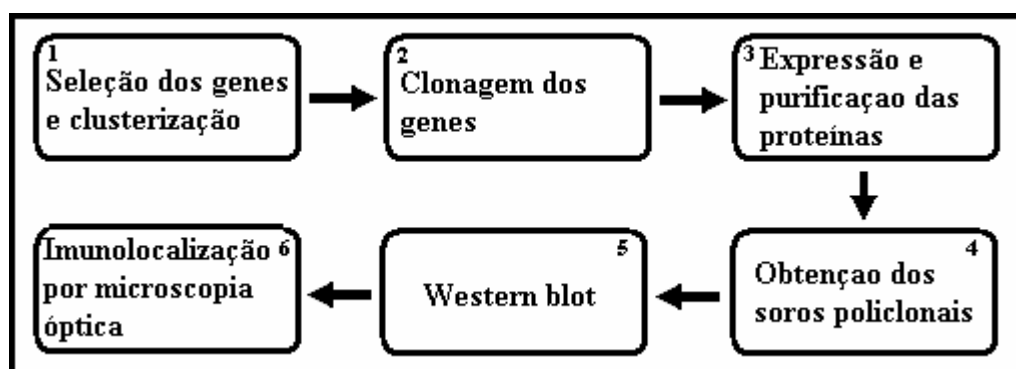 1
Seleção dos genes
e clusterização
2
Clonagem dos
genes
3 Expressão e
purificaçao das
proteínas
4
Obtençao dos
soros policlonais
5
Western blot
Imunolocalização 6
por microscopia
óptica